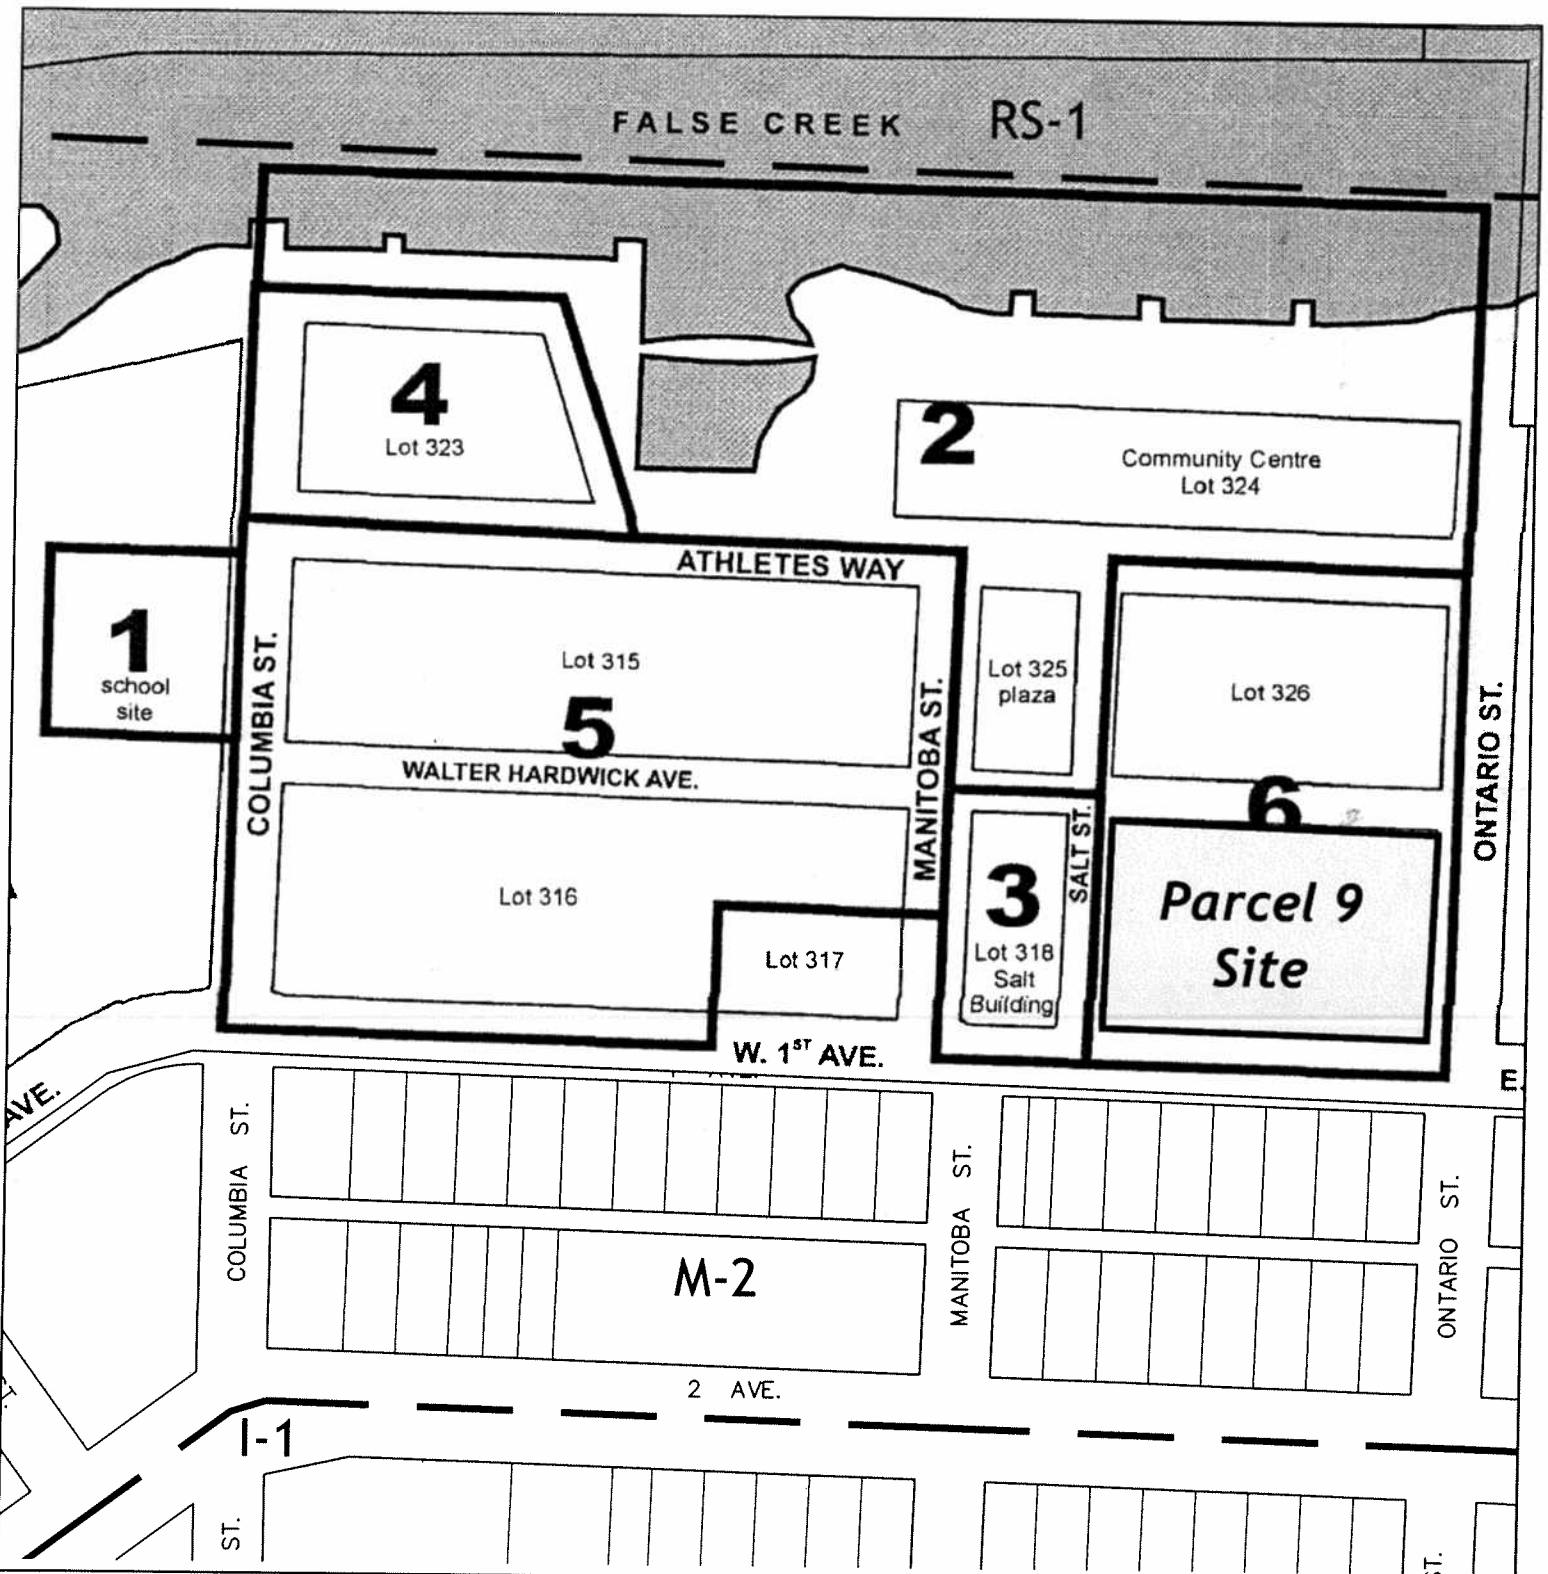 FALSE CREEK RS-1
4
Lot 323
2
Community Centre
Lot 324
ATHLETES WAY
1
school
site
COLUMBIA ST.
Lot 315
5
MANITOBA ST.
Lot 325
plaza
Lot 326
ONTARIO ST.
WALTER HARDWICK AVE.
6
SALT ST.
Lot 316
3
Lot 318
Salt
Building
Parcel 9
Site
Lot 317
W. 1ST AVE.
E.
AVE.
COLUMBIA ST.
MANITOBA ST.
ONTARIO ST.
M-2
2 AVE.
I-1
ST.
ST.